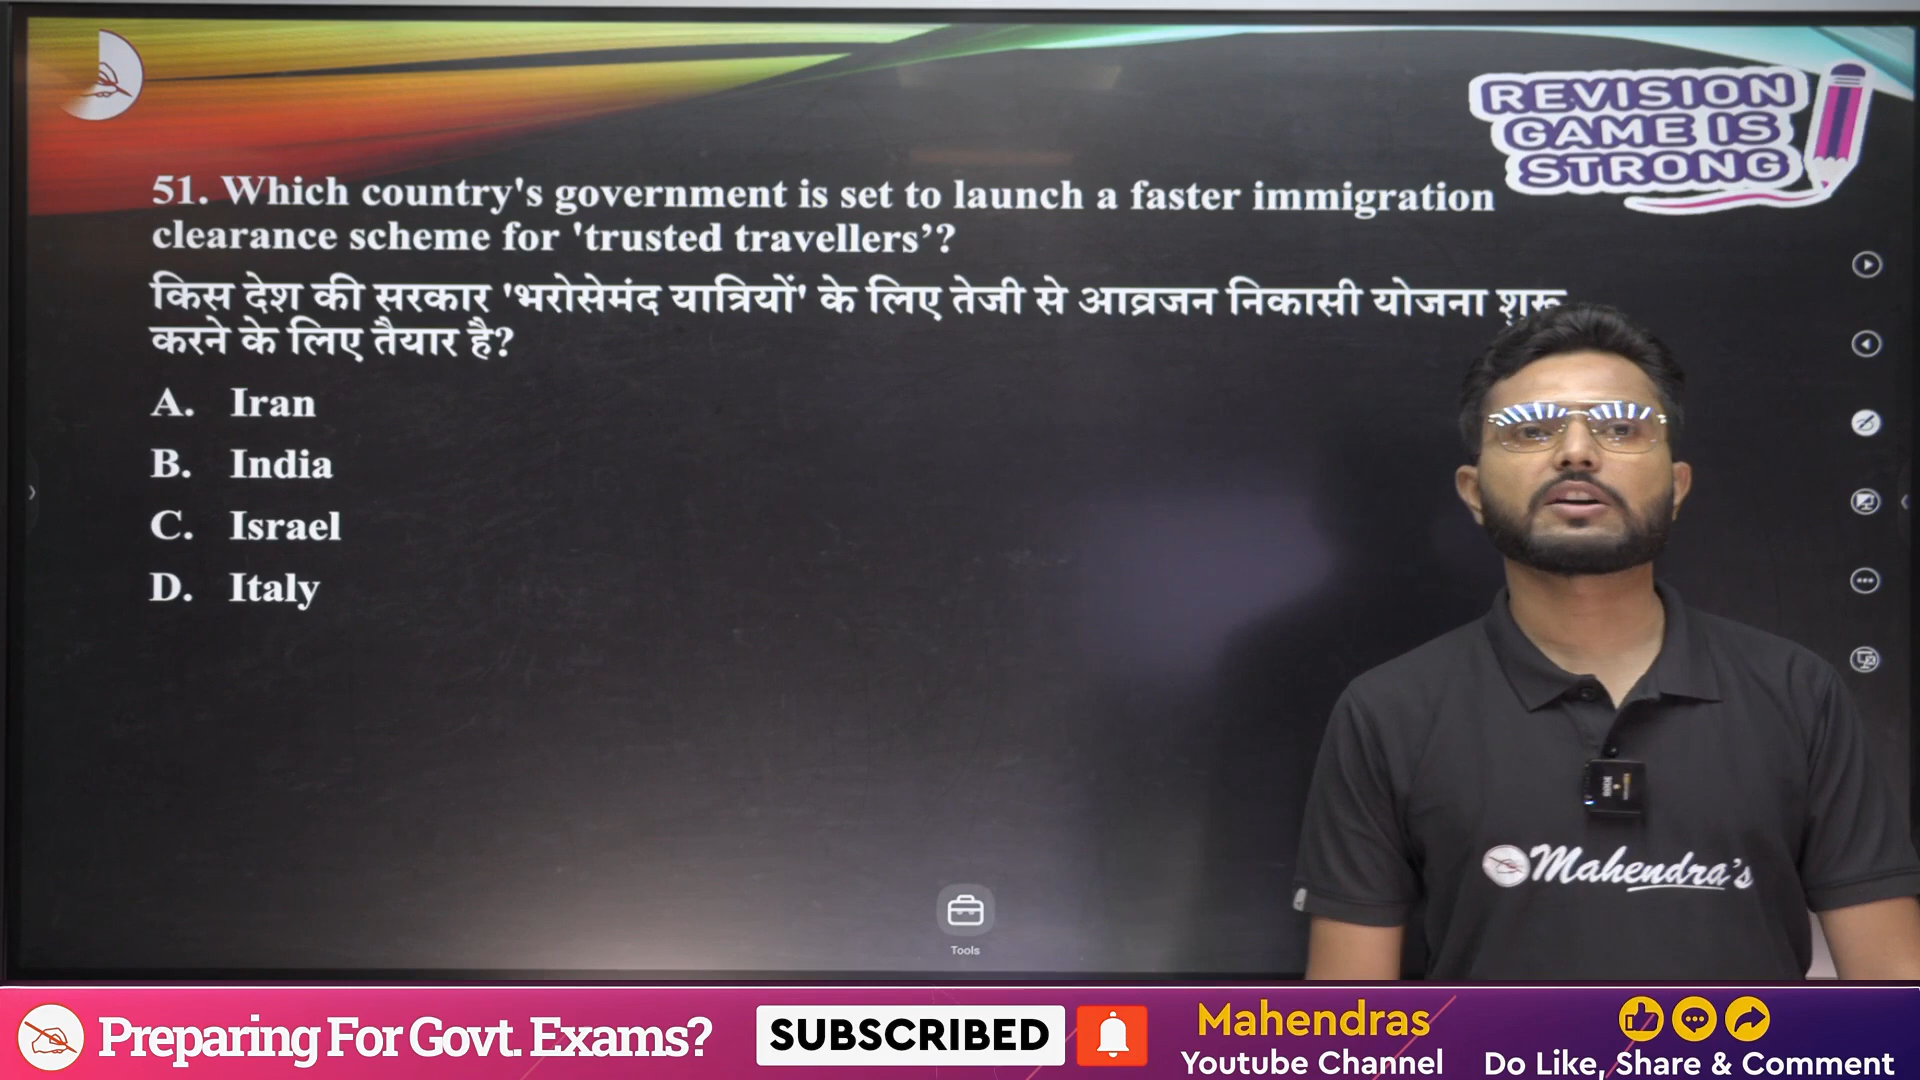 REVISION
GAME IS
STRONG
51. Which country's government is set to launch a faster immigration
clearance scheme for 'trusted travellers’?
किस देश की सरकार 'भरोसेमंद यात्रियों' के लिए तेजी से आव्रजन निकासी योजना शुरू
करने के लिए तैयार है?
A. Iran
B. India
C. Israel
D. Italy
Mahendra's
Tools
Preparing For Govt. Exams?
SUBSCRIBED
Mahendras
Youtube Channel
Do Like, Share & Comment